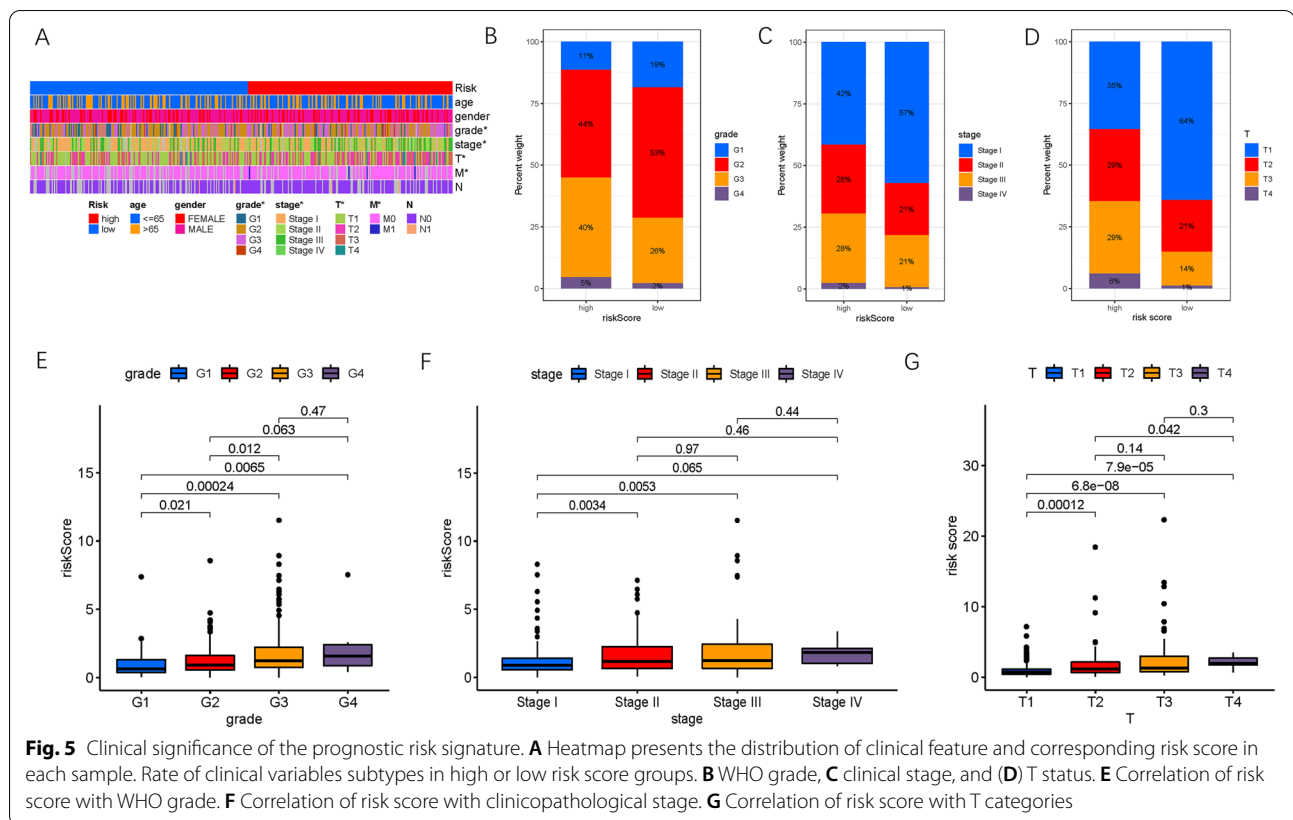 A
Risk
age
gender
grade*
stage*
T*
M*
N
Risk age gender grade* stage* T* M* N
high <=65 FEMALE G1 Stage I T1 M0 N0
low >65 MALE G2 Stage II T2 M1 N1
G3 Stage III T3
G4 Stage IV T4
B
Percent weight
100
75
50
25
0
11%
44%
40%
5%
19%
53%
26%
2%
high low
riskScore
grade
G1
G2
G3
G4
C
Percent weight
100
75
50
25
0
42%
28%
28%
2%
57%
21%
21%
1%
high low
riskScore
stage
Stage I
Stage II
Stage III
Stage IV
D
Percent weight
100
75
50
25
0
35%
29%
29%
6%
64%
21%
14%
1%
high low
risk score
T
T1
T2
T3
T4
E
grade G1 G2 G3 G4
riskScore
15
10
5
0
0.47
0.063
0.012
0.0065
0.00024
0.021
G1 G2 G3 G4
grade
F
stage Stage I Stage II Stage III Stage IV
riskScore
15
10
5
0
0.44
0.46
0.97
0.065
0.0053
0.0034
Stage I Stage II Stage III Stage IV
stage
G
T T1 T2 T3 T4
risk score
30
20
10
0
0.3
0.042
0.14
7.9e−05
6.8e−08
0.00012
T1 T2 T3 T4
T
Fig. 5 Clinical significance of the prognostic risk signature. A Heatmap presents the distribution of clinical feature and corresponding risk score in
each sample. Rate of clinical variables subtypes in high or low risk score groups. B WHO grade, C clinical stage, and (D) T status. E Correlation of risk
score with WHO grade. F Correlation of risk score with clinicopathological stage. G Correlation of risk score with T categories